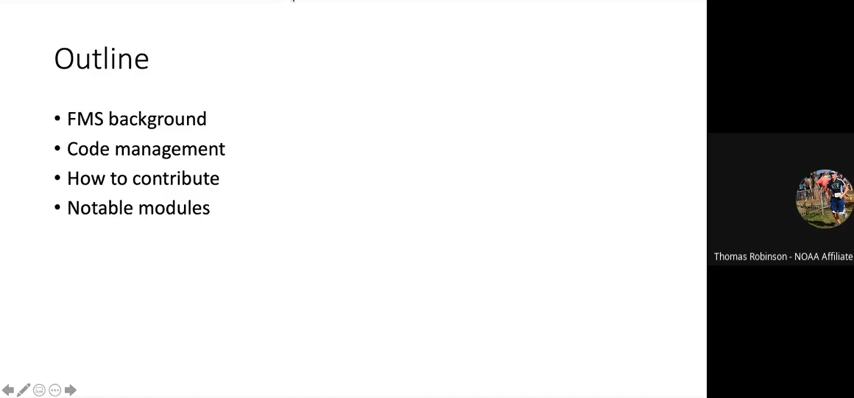 Outline
• FMS background
• Code management
• How to contribute
• Notable modules
Thomas Robinson - NOAA Affiliate